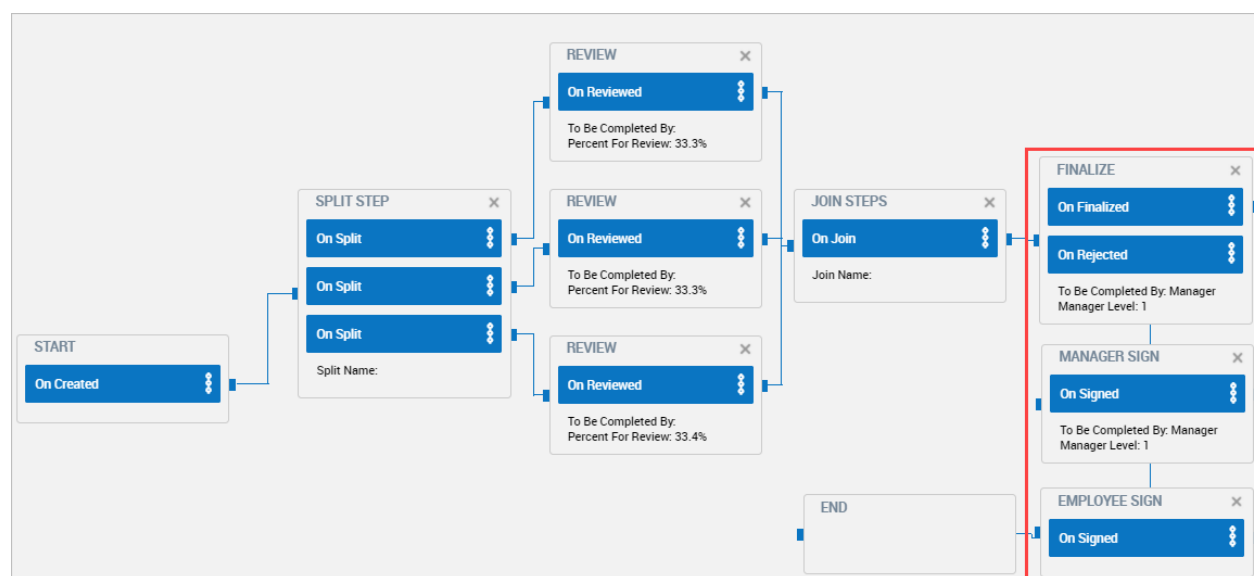 START
On Created
SPLIT STEP
On Split
On Split
On Split
Split Name:
REVIEW
On Reviewed
To Be Completed By:
Percent For Review: 33.3%
REVIEW
On Reviewed
To Be Completed By:
Percent For Review: 33.3%
REVIEW
On Reviewed
To Be Completed By:
Percent For Review: 33.4%
JOIN STEPS
On Join
Join Name:
FINALIZE
On Finalized
On Rejected
To Be Completed By: Manager
Manager Level: 1
MANAGER SIGN
On Signed
To Be Completed By: Manager
Manager Level: 1
EMPLOYEE SIGN
On Signed
END